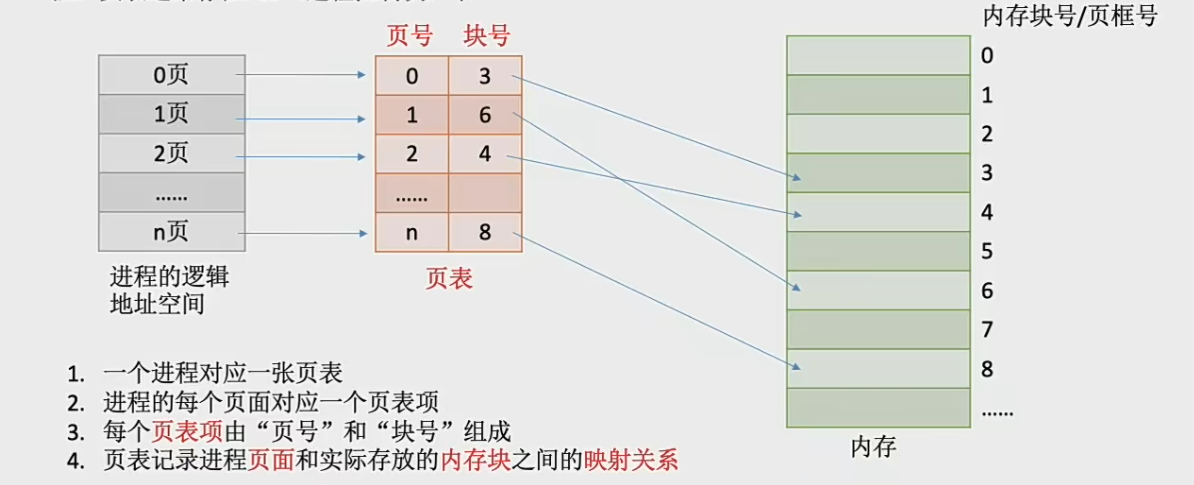 内存块号/页框号
页号 块号
0页
1页
2页
……
n页
进程的逻辑
地址空间
0 3
1 6
2 4
……
n 8
页表
0
1
2
3
4
5
6
7
8
……
内存
1. 一个进程对应一张页表
2. 进程的每个页面对应一个页表项
3. 每个页表项由“页号”和“块号”组成
4. 页表记录进程页面和实际存放的内存块之间的映射关系